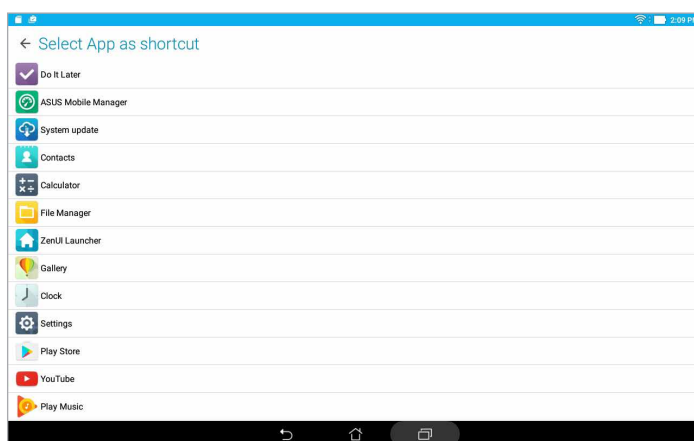 2:09 PM
Select App as shortcut
Do It Later
ASUS Mobile Manager
System update
Contacts
Calculator
File Manager
ZenUI Launcher
Gallery
Clock
Settings
Play Store
YouTube
Play Music